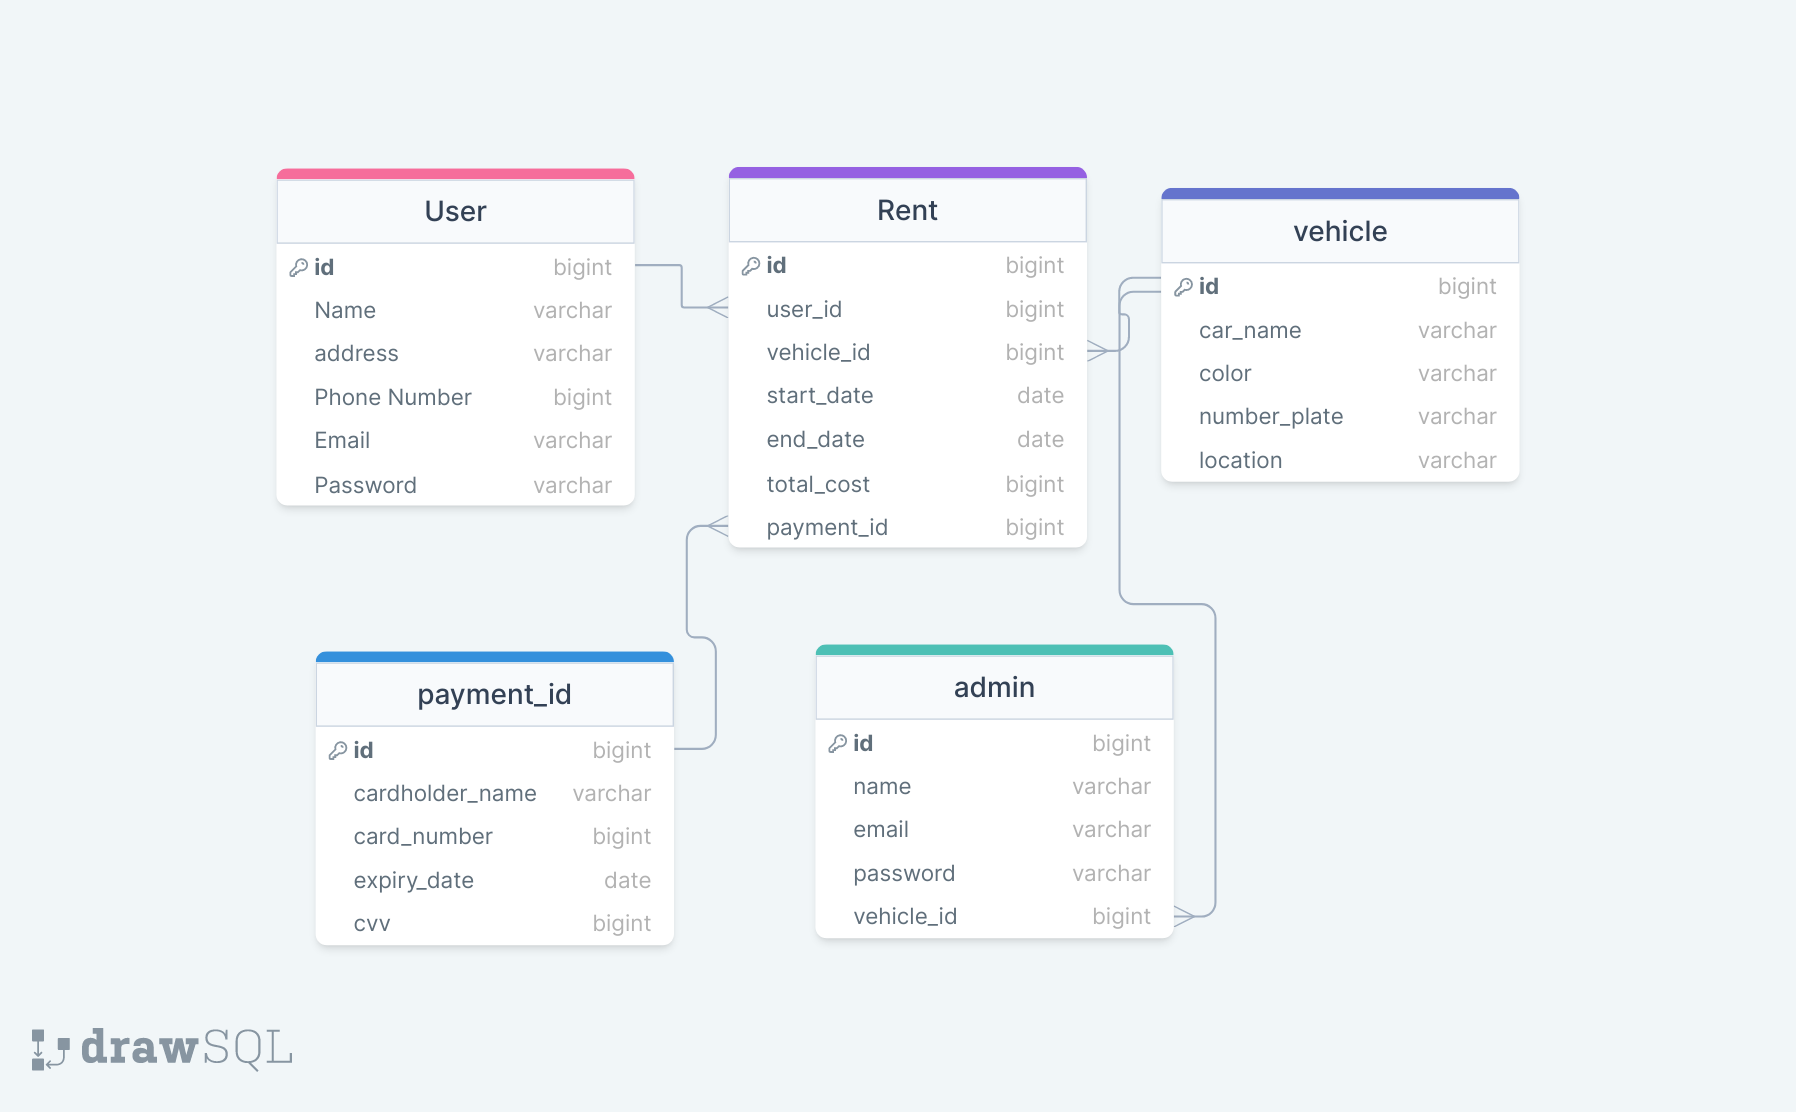 User
id bigint
Name varchar
address varchar
Phone Number bigint
Email varchar
Password varchar
Rent
id bigint
user_id bigint
vehicle_id bigint
start_date date
end_date date
total_cost bigint
payment_id bigint
vehicle
id bigint
car_name varchar
color varchar
number_plate varchar
location varchar
payment_id
id bigint
cardholder_name varchar
card_number bigint
expiry_date date
cvv bigint
admin
id bigint
name varchar
email varchar
password varchar
vehicle_id bigint
drawSQL